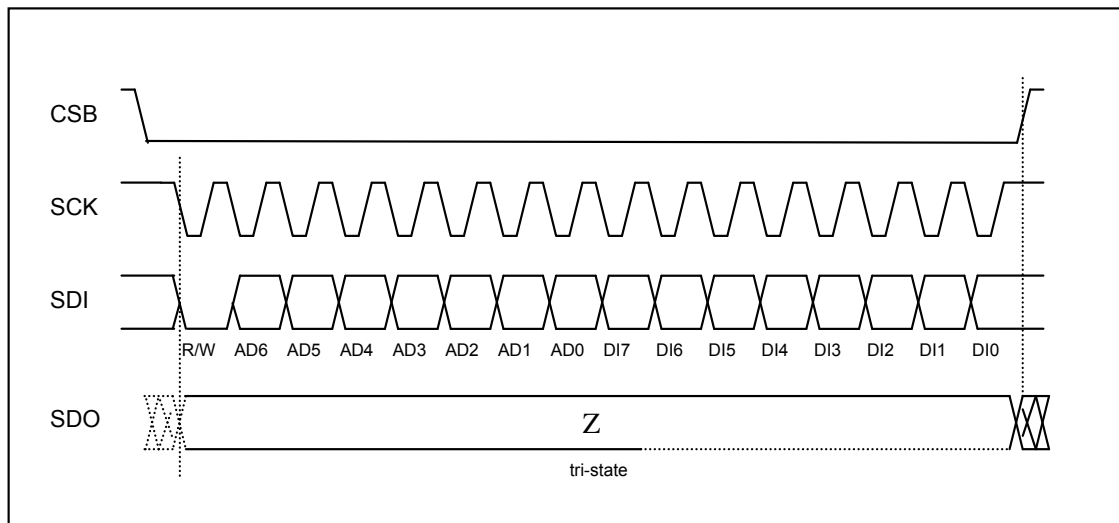 CSB
SCK
SDI
R/W AD6 AD5 AD4 AD3 AD2 AD1 AD0 DI7 DI6 DI5 DI4 DI3 DI2 DI1 DI0
SDO
Z
tri-state